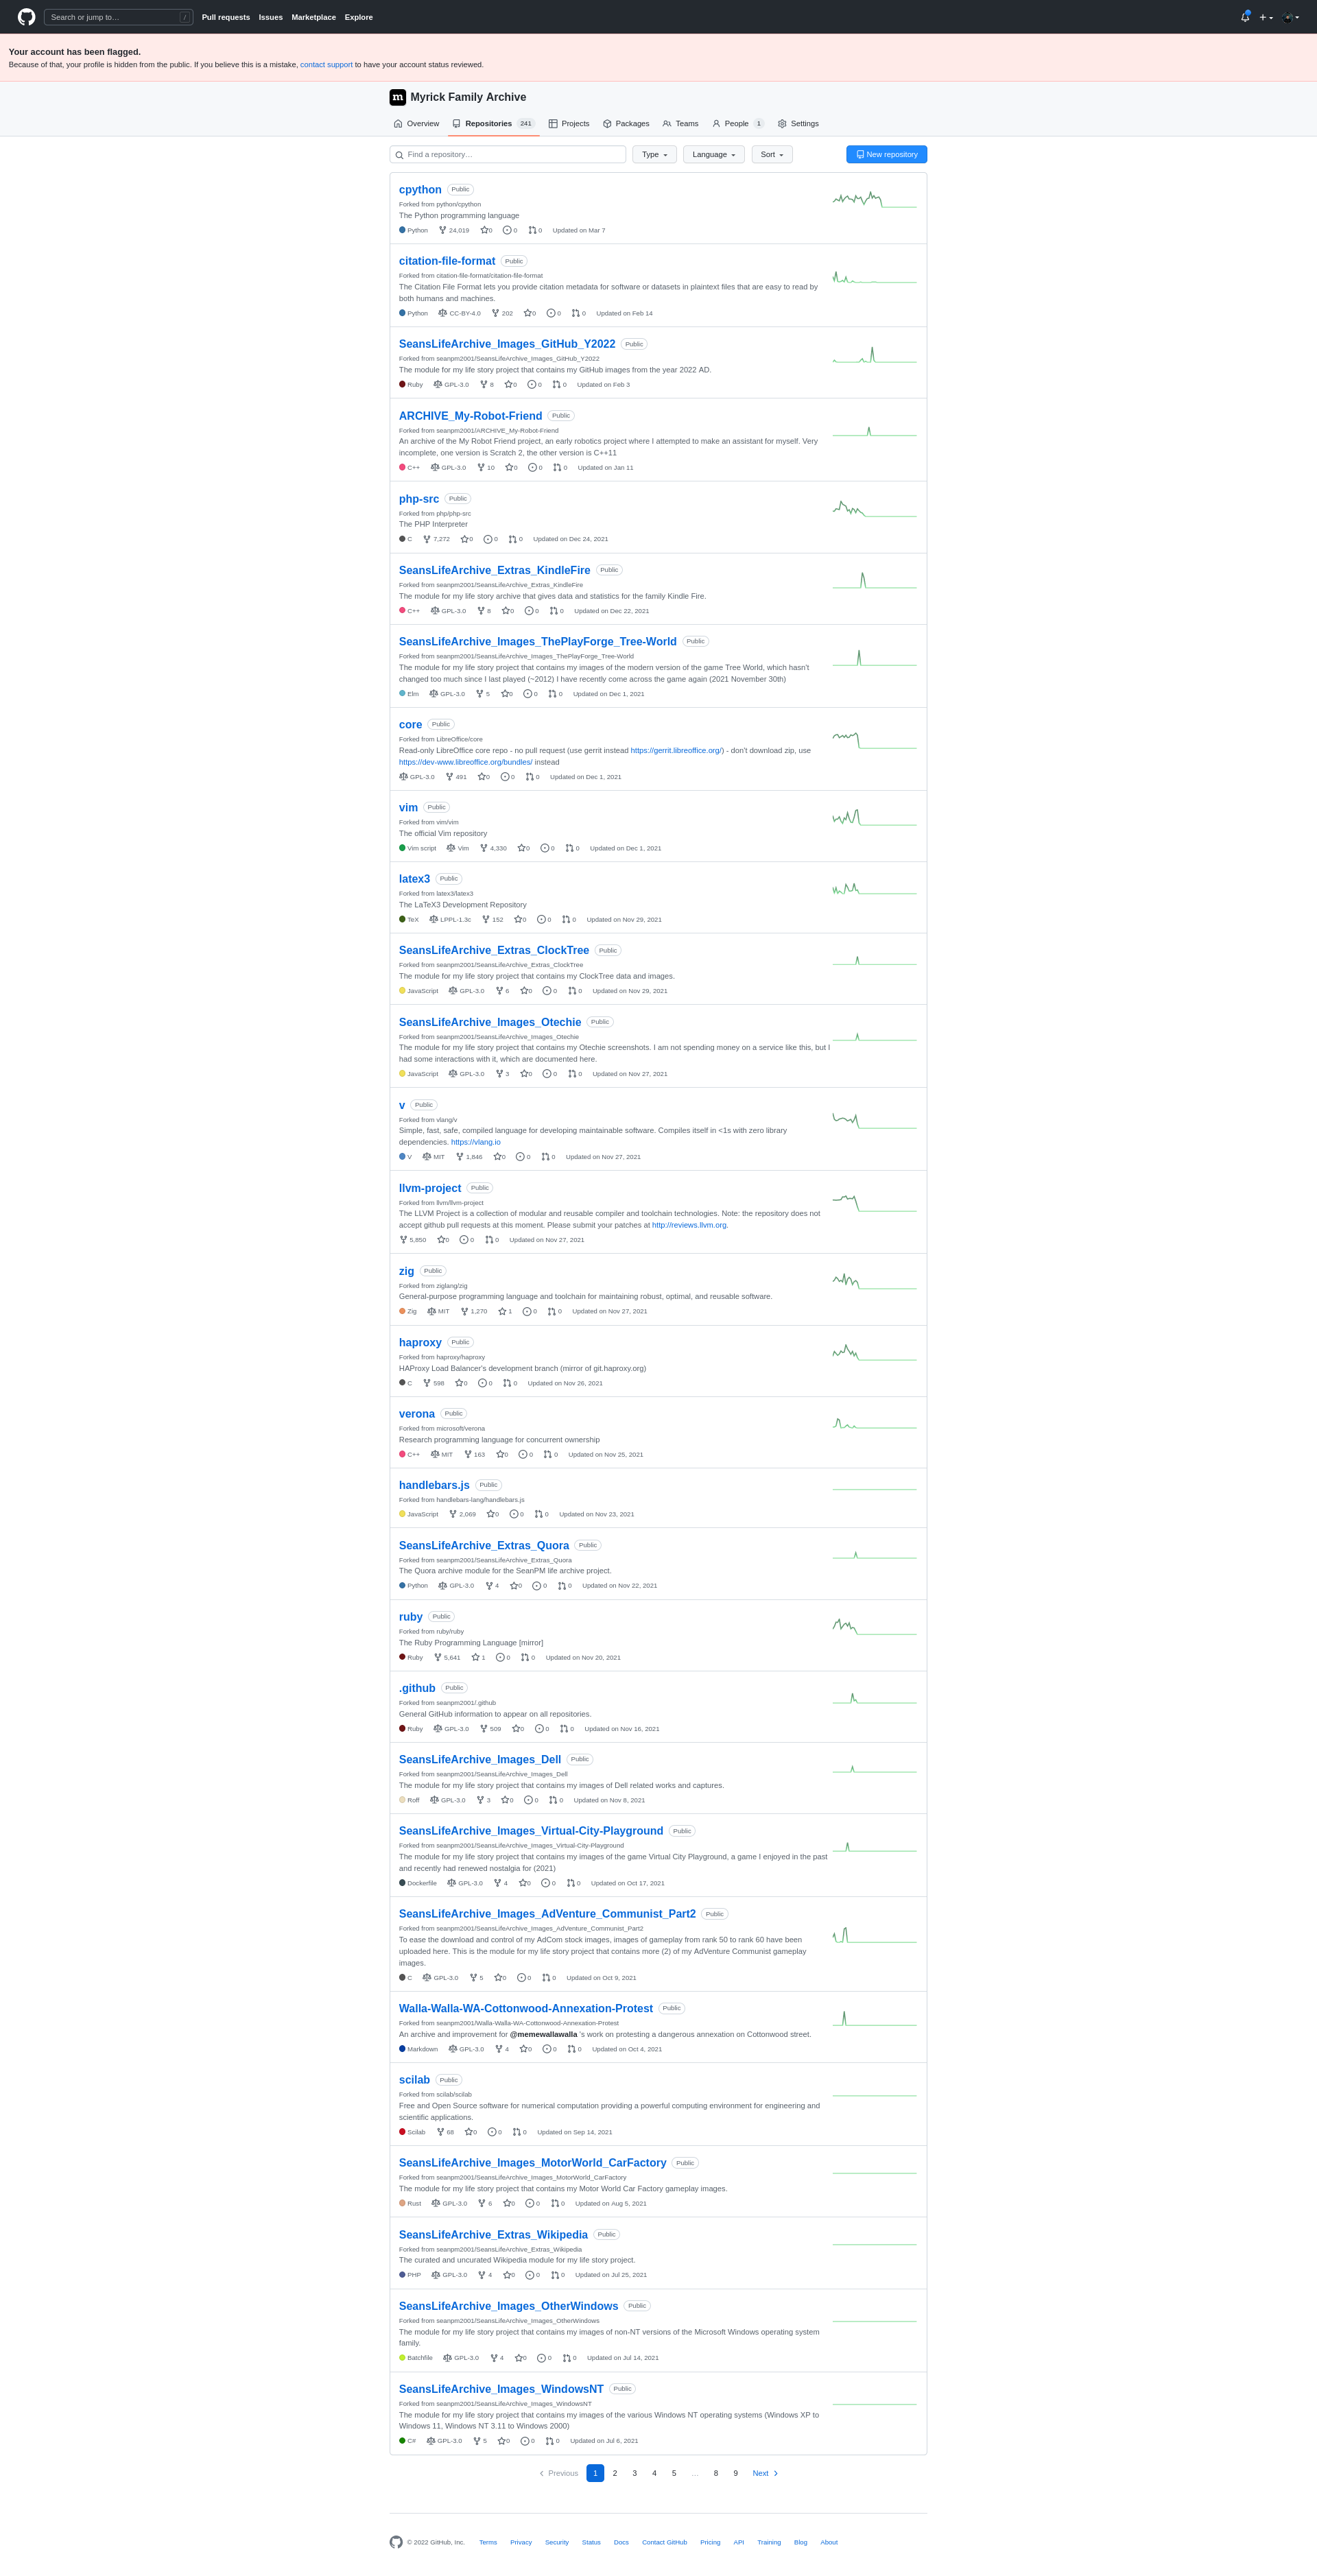 Search or jump to… /
Pull requests Issues Marketplace Explore
Your account has been flagged.
Because of that, your profile is hidden from the public. If you believe this is a mistake, contact support to have your account status reviewed.
m Myrick Family Archive
Overview Repositories 241 Projects Packages Teams People 1 Settings
Find a repository… Type Language Sort New repository
cpython Public
Forked from python/cpython
The Python programming language
Python 24,019 0 0 0 Updated on Mar 7
citation-file-format Public
Forked from citation-file-format/citation-file-format
The Citation File Format lets you provide citation metadata for software or datasets in plaintext files that are easy to read by
both humans and machines.
Python CC-BY-4.0 202 0 0 0 Updated on Feb 14
SeansLifeArchive_Images_GitHub_Y2022 Public
Forked from seanpm2001/SeansLifeArchive_Images_GitHub_Y2022
The module for my life story project that contains my GitHub images from the year 2022 AD.
Ruby GPL-3.0 8 0 0 0 Updated on Feb 3
ARCHIVE_My-Robot-Friend Public
Forked from seanpm2001/ARCHIVE_My-Robot-Friend
An archive of the My Robot Friend project, an early robotics project where I attempted to make an assistant for myself. Very
incomplete, one version is Scratch 2, the other version is C++11
C++ GPL-3.0 10 0 0 0 Updated on Jan 11
php-src Public
Forked from php/php-src
The PHP Interpreter
C 7,272 0 0 0 Updated on Dec 24, 2021
SeansLifeArchive_Extras_KindleFire Public
Forked from seanpm2001/SeansLifeArchive_Extras_KindleFire
The module for my life story archive that gives data and statistics for the family Kindle Fire.
C++ GPL-3.0 8 0 0 0 Updated on Dec 22, 2021
SeansLifeArchive_Images_ThePlayForge_Tree-World Public
Forked from seanpm2001/SeansLifeArchive_Images_ThePlayForge_Tree-World
The module for my life story project that contains my images of the modern version of the game Tree World, which hasn't
changed too much since I last played (~2012) I have recently come across the game again (2021 November 30th)
Elm GPL-3.0 5 0 0 0 Updated on Dec 1, 2021
core Public
Forked from LibreOffice/core
Read-only LibreOffice core repo - no pull request (use gerrit instead https://gerrit.libreoffice.org/) - don't download zip, use
https://dev-www.libreoffice.org/bundles/ instead
GPL-3.0 491 0 0 0 Updated on Dec 1, 2021
vim Public
Forked from vim/vim
The official Vim repository
Vim script Vim 4,330 0 0 0 Updated on Dec 1, 2021
latex3 Public
Forked from latex3/latex3
The LaTeX3 Development Repository
TeX LPPL-1.3c 152 0 0 0 Updated on Nov 29, 2021
SeansLifeArchive_Extras_ClockTree Public
Forked from seanpm2001/SeansLifeArchive_Extras_ClockTree
The module for my life story project that contains my ClockTree data and images.
JavaScript GPL-3.0 6 0 0 0 Updated on Nov 29, 2021
SeansLifeArchive_Images_Otechie Public
Forked from seanpm2001/SeansLifeArchive_Images_Otechie
The module for my life story project that contains my Otechie screenshots. I am not spending money on a service like this, but I
had some interactions with it, which are documented here.
JavaScript GPL-3.0 3 0 0 0 Updated on Nov 27, 2021
v Public
Forked from vlang/v
Simple, fast, safe, compiled language for developing maintainable software. Compiles itself in <1s with zero library
dependencies. https://vlang.io
V MIT 1,846 0 0 0 Updated on Nov 27, 2021
llvm-project Public
Forked from llvm/llvm-project
The LLVM Project is a collection of modular and reusable compiler and toolchain technologies. Note: the repository does not
accept github pull requests at this moment. Please submit your patches at http://reviews.llvm.org.
5,850 0 0 0 Updated on Nov 27, 2021
zig Public
Forked from ziglang/zig
General-purpose programming language and toolchain for maintaining robust, optimal, and reusable software.
Zig MIT 1,270 1 0 0 Updated on Nov 27, 2021
haproxy Public
Forked from haproxy/haproxy
HAProxy Load Balancer's development branch (mirror of git.haproxy.org)
C 598 0 0 0 Updated on Nov 26, 2021
verona Public
Forked from microsoft/verona
Research programming language for concurrent ownership
C++ MIT 163 0 0 0 Updated on Nov 25, 2021
handlebars.js Public
Forked from handlebars-lang/handlebars.js
JavaScript 2,069 0 0 0 Updated on Nov 23, 2021
SeansLifeArchive_Extras_Quora Public
Forked from seanpm2001/SeansLifeArchive_Extras_Quora
The Quora archive module for the SeanPM life archive project.
Python GPL-3.0 4 0 0 0 Updated on Nov 22, 2021
ruby Public
Forked from ruby/ruby
The Ruby Programming Language [mirror]
Ruby 5,641 1 0 0 Updated on Nov 20, 2021
.github Public
Forked from seanpm2001/.github
General GitHub information to appear on all repositories.
Ruby GPL-3.0 509 0 0 0 Updated on Nov 16, 2021
SeansLifeArchive_Images_Dell Public
Forked from seanpm2001/SeansLifeArchive_Images_Dell
The module for my life story project that contains my images of Dell related works and captures.
Roff GPL-3.0 3 0 0 0 Updated on Nov 8, 2021
SeansLifeArchive_Images_Virtual-City-Playground Public
Forked from seanpm2001/SeansLifeArchive_Images_Virtual-City-Playground
The module for my life story project that contains my images of the game Virtual City Playground, a game I enjoyed in the past
and recently had renewed nostalgia for (2021)
Dockerfile GPL-3.0 4 0 0 0 Updated on Oct 17, 2021
SeansLifeArchive_Images_AdVenture_Communist_Part2 Public
Forked from seanpm2001/SeansLifeArchive_Images_AdVenture_Communist_Part2
To ease the download and control of my AdCom stock images, images of gameplay from rank 50 to rank 60 have been
uploaded here. This is the module for my life story project that contains more (2) of my AdVenture Communist gameplay
images.
C GPL-3.0 5 0 0 0 Updated on Oct 9, 2021
Walla-Walla-WA-Cottonwood-Annexation-Protest Public
Forked from seanpm2001/Walla-Walla-WA-Cottonwood-Annexation-Protest
An archive and improvement for @memewallawalla 's work on protesting a dangerous annexation on Cottonwood street.
Markdown GPL-3.0 4 0 0 0 Updated on Oct 4, 2021
scilab Public
Forked from scilab/scilab
Free and Open Source software for numerical computation providing a powerful computing environment for engineering and
scientific applications.
Scilab 68 0 0 0 Updated on Sep 14, 2021
SeansLifeArchive_Images_MotorWorld_CarFactory Public
Forked from seanpm2001/SeansLifeArchive_Images_MotorWorld_CarFactory
The module for my life story project that contains my Motor World Car Factory gameplay images.
Rust GPL-3.0 6 0 0 0 Updated on Aug 5, 2021
SeansLifeArchive_Extras_Wikipedia Public
Forked from seanpm2001/SeansLifeArchive_Extras_Wikipedia
The curated and uncurated Wikipedia module for my life story project.
PHP GPL-3.0 4 0 0 0 Updated on Jul 25, 2021
SeansLifeArchive_Images_OtherWindows Public
Forked from seanpm2001/SeansLifeArchive_Images_OtherWindows
The module for my life story project that contains my images of non-NT versions of the Microsoft Windows operating system
family.
Batchfile GPL-3.0 4 0 0 0 Updated on Jul 14, 2021
SeansLifeArchive_Images_WindowsNT Public
Forked from seanpm2001/SeansLifeArchive_Images_WindowsNT
The module for my life story project that contains my images of the various Windows NT operating systems (Windows XP to
Windows 11, Windows NT 3.11 to Windows 2000)
C# GPL-3.0 5 0 0 0 Updated on Jul 6, 2021
Previous 1 2 3 4 5 … 8 9 Next
© 2022 GitHub, Inc. Terms Privacy Security Status Docs Contact GitHub Pricing API Training Blog About